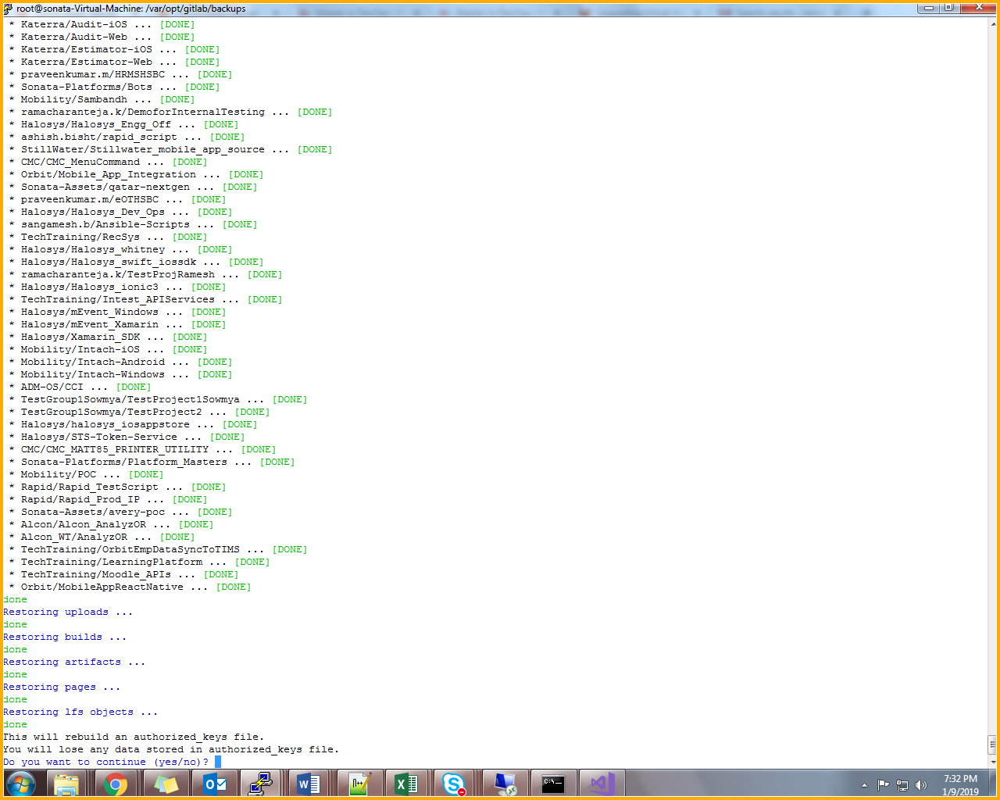 root@sonata-Virtual-Machine: /var/opt/gitlab/backups
* Katerra/Audit-iOS ... [DONE]
* Katerra/Audit-Web ... [DONE]
* Katerra/Estimator-iOS ... [DONE]
* Katerra/Estimator-Web ... [DONE]
* praveenkumar.m/HRMSHSBC ... [DONE]
* Sonata-Platforms/Bots ... [DONE]
* Mobility/Sambandh ... [DONE]
* ramacharanteja.k/DemoforInternalTesting ... [DONE]
* Halosys/Halosys_Engg_Off ... [DONE]
* ashish.bisht/rapid_script ... [DONE]
* StillWater/Stillwater_mobile_app_source ... [DONE]
* CMC/CMC_MenuCommand ... [DONE]
* Orbit/Mobile_App_Integration ... [DONE]
* Sonata-Assets/qatar-nextgen ... [DONE]
* praveenkumar.m/eOTHSBC ... [DONE]
* Halosys/Halosys_Dev_Ops ... [DONE]
* sangamesh.b/Ansible-Scripts ... [DONE]
* TechTraining/RecSys ... [DONE]
* Halosys/Halosys_whitney ... [DONE]
* Halosys/Halosys_swift_iossdk ... [DONE]
* ramacharanteja.k/TestProjRamesh ... [DONE]
* Halosys/Halosys_ionic3 ... [DONE]
* TechTraining/Intest_APIServices ... [DONE]
* Halosys/mEvent_Windows ... [DONE]
* Halosys/mEvent_Xamarin ... [DONE]
* Halosys/Xamarin_SDK ... [DONE]
* Mobility/Intach-iOS ... [DONE]
* Mobility/Intach-Android ... [DONE]
* Mobility/Intach-Windows ... [DONE]
* ADM-OS/CCI ... [DONE]
* TestGroup1Sowmya/TestProject1Sowmya ... [DONE]
* TestGroup1Sowmya/TestProject2 ... [DONE]
* Halosys/halosys_iosappstore ... [DONE]
* Halosys/STS-Token-Service ... [DONE]
* CMC/CMC_MATT85_PRINTER_UTILITY ... [DONE]
* Sonata-Platforms/Platform_Masters ... [DONE]
* Mobility/POC ... [DONE]
* Rapid/Rapid_TestScript ... [DONE]
* Rapid/Rapid_Prod_IP ... [DONE]
* Sonata-Assets/avery-poc ... [DONE]
* Alcon/Alcon_AnalyzOR ... [DONE]
* Alcon_WT/AnalyzOR ... [DONE]
* TechTraining/OrbitEmpDataSyncToTIMS ... [DONE]
* TechTraining/LearningPlatform ... [DONE]
* TechTraining/Moodle_APIs ... [DONE]
* Orbit/MobileAppReactNative ... [DONE]
done
Restoring uploads ...
done
Restoring builds ...
done
Restoring artifacts ...
done
Restoring pages ...
done
Restoring lfs objects ...
done
This will rebuild an authorized_keys file.
You will lose any data stored in authorized_keys file.
Do you want to continue (yes/no)?
7:32 PM
1/9/2019